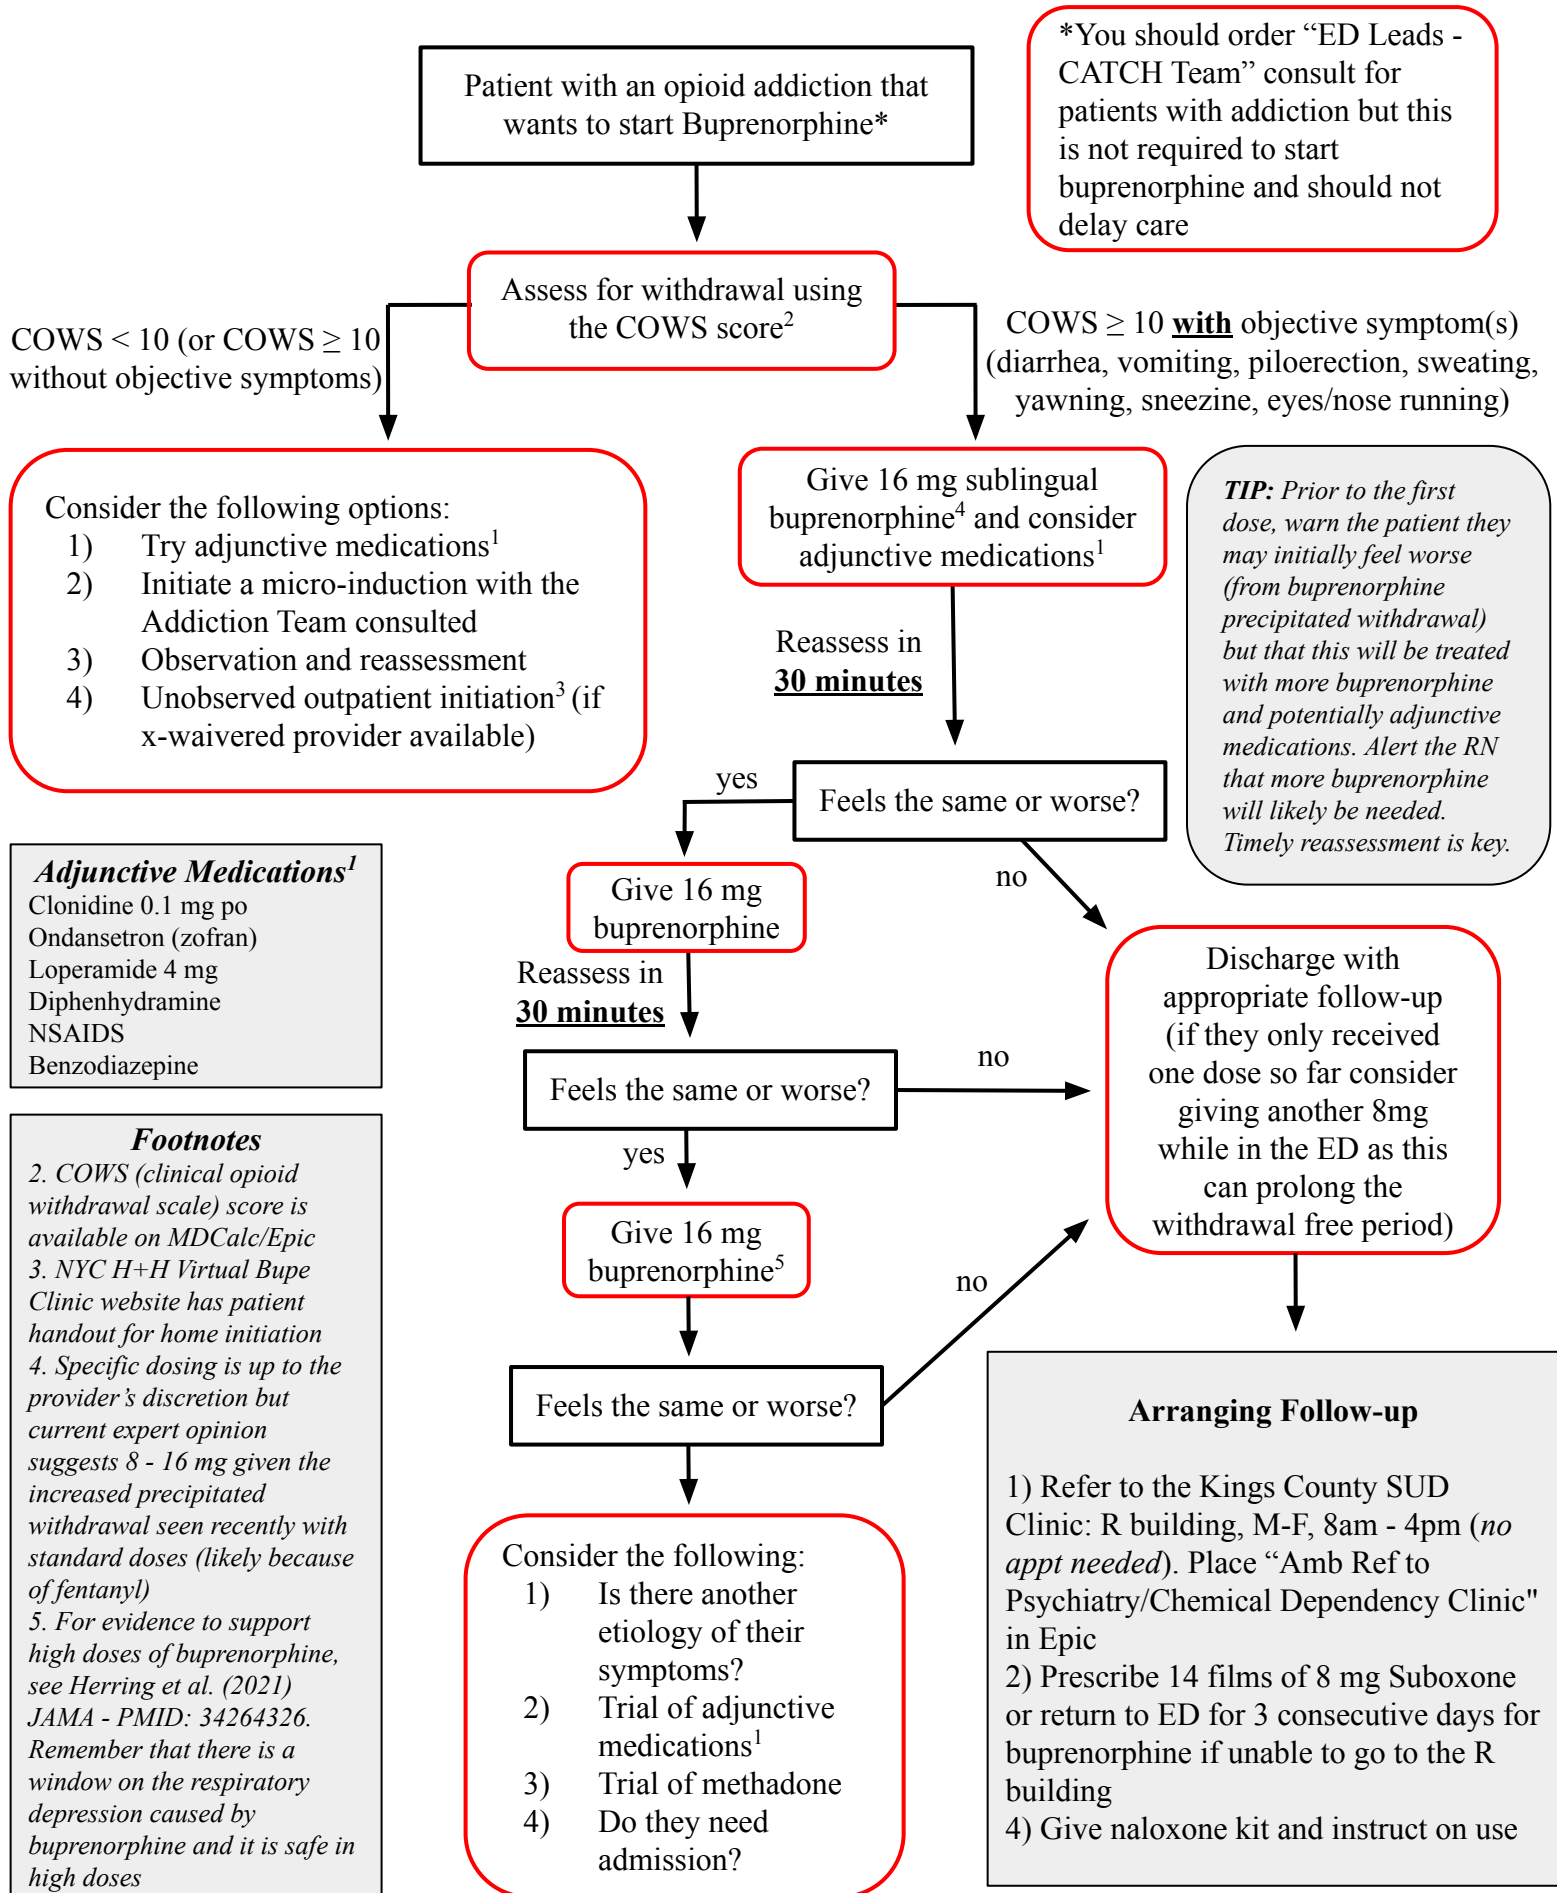 Patient with an opioid addiction that
wants to start Buprenorphine*
*You should order “ED Leads -
CATCH Team” consult for
patients with addiction but this
is not required to start
buprenorphine and should not
delay care
Assess for withdrawal using
the COWS score2
COWS < 10 (or COWS ≥ 10
without objective symptoms)
COWS ≥ 10 with objective symptom(s)
(diarrhea, vomiting, piloerection, sweating,
yawning, sneezine, eyes/nose running)
Consider the following options:
1) Try adjunctive medications1
2) Initiate a micro-induction with the
Addiction Team consulted
3) Observation and reassessment
4) Unobserved outpatient initiation3 (if
x-waivered provider available)
Give 16 mg sublingual
buprenorphine4 and consider
adjunctive medications1
TIP: Prior to the first
dose, warn the patient they
may initially feel worse
(from buprenorphine
precipitated withdrawal)
but that this will be treated
with more buprenorphine
and potentially adjunctive
medications. Alert the RN
that more buprenorphine
will likely be needed.
Timely reassessment is key.
Reassess in
30 minutes
Feels the same or worse?
yes
no
Give 16 mg
buprenorphine
Reassess in
30 minutes
Feels the same or worse?
no
yes
Give 16 mg
buprenorphine5
no
Feels the same or worse?
Consider the following:
1) Is there another
etiology of their
symptoms?
2) Trial of adjunctive
medications1
3) Trial of methadone
4) Do they need
admission?
Discharge with
appropriate follow-up
(if they only received
one dose so far consider
giving another 8mg
while in the ED as this
can prolong the
withdrawal free period)
Arranging Follow-up
1) Refer to the Kings County SUD
Clinic: R building, M-F, 8am - 4pm (no
appt needed). Place “Amb Ref to
Psychiatry/Chemical Dependency Clinic"
in Epic
2) Prescribe 14 films of 8 mg Suboxone
or return to ED for 3 consecutive days for
buprenorphine if unable to go to the R
building
4) Give naloxone kit and instruct on use
Adjunctive Medications1
Clonidine 0.1 mg po
Ondansetron (zofran)
Loperamide 4 mg
Diphenhydramine
NSAIDS
Benzodiazepine
Footnotes
2. COWS (clinical opioid
withdrawal scale) score is
available on MDCalc/Epic
3. NYC H+H Virtual Bupe
Clinic website has patient
handout for home initiation
4. Specific dosing is up to the
provider’s discretion but
current expert opinion
suggests 8 - 16 mg given the
increased precipitated
withdrawal seen recently with
standard doses (likely because
of fentanyl)
5. For evidence to support
high doses of buprenorphine,
see Herring et al. (2021)
JAMA - PMID: 34264326.
Remember that there is a
window on the respiratory
depression caused by
buprenorphine and it is safe in
high doses